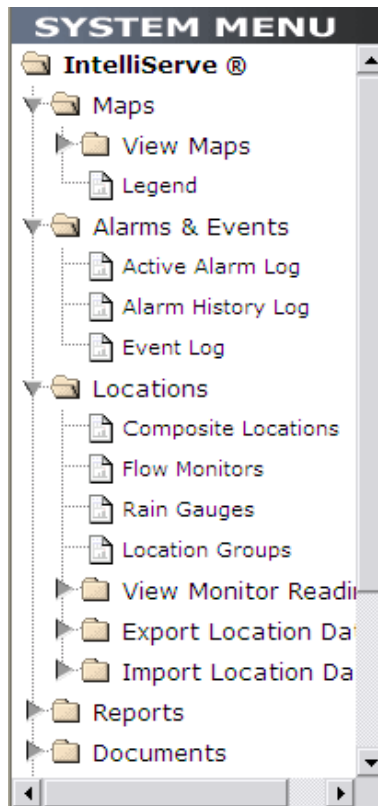 SYSTEM MENU
IntelliServe ®
Maps
View Maps
Legend
Alarms & Events
Active Alarm Log
Alarm History Log
Event Log
Locations
Composite Locations
Flow Monitors
Rain Gauges
Location Groups
View Monitor Readi
Export Location Da
Import Location Da
Reports
Documents